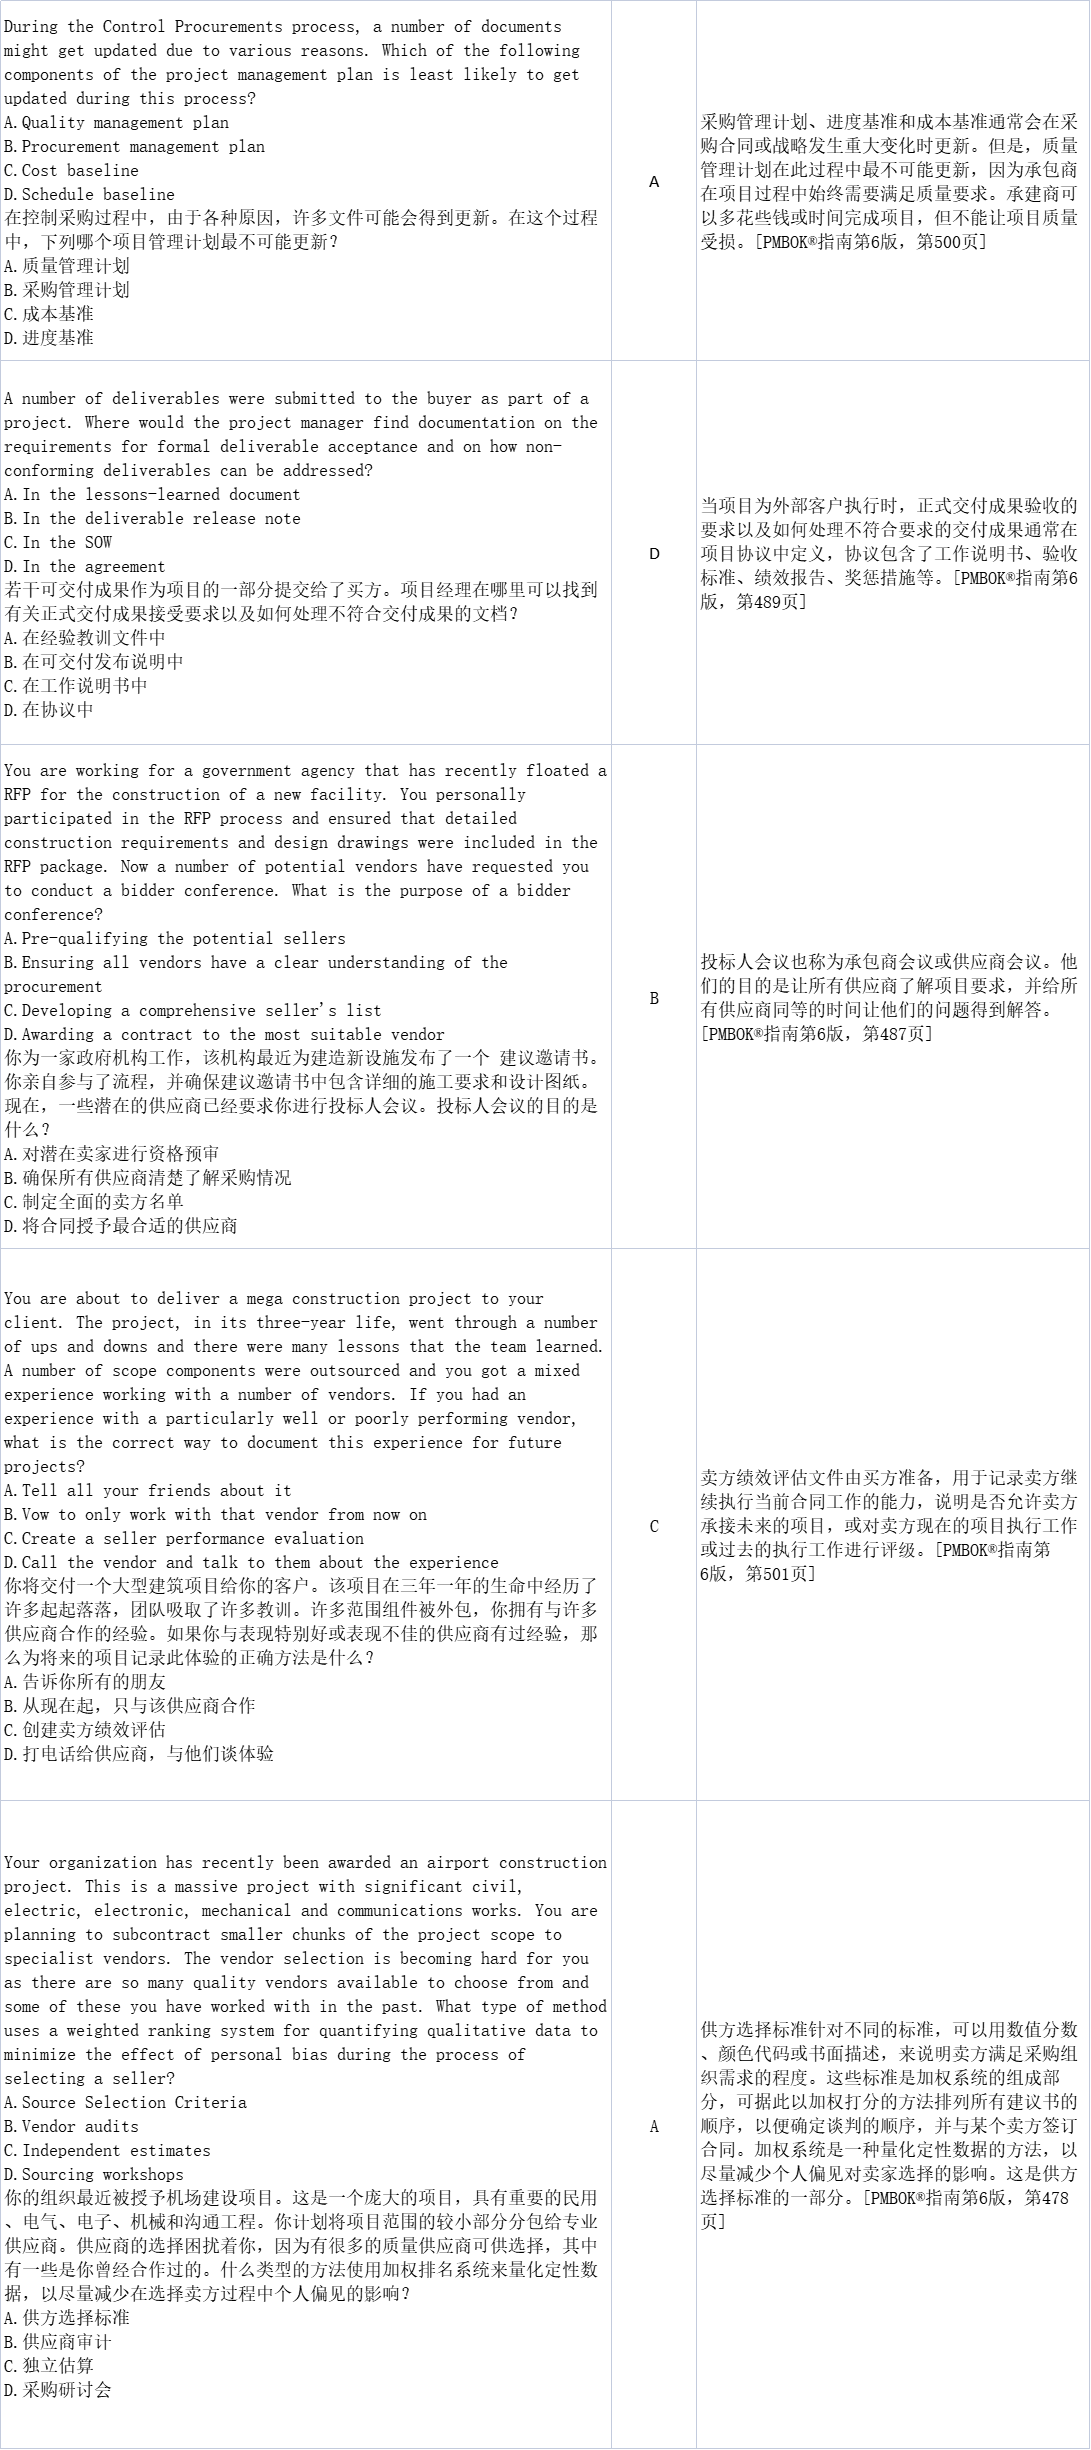 During the Control Procurements process, a number of documents
might get updated due to various reasons. Which of the following
components of the project management plan is least likely to get
updated during this process?
A.Quality management plan
B.Procurement management plan
C.Cost baseline
D.Schedule baseline
在控制采购过程中，由于各种原因，许多文件可能会得到更新。在这个过程
中，下列哪个项目管理计划最不可能更新？
A.质量管理计划
B.采购管理计划
C.成本基准
D.进度基准
A
采购管理计划、进度基准和成本基准通常会在采
购合同或战略发生重大变化时更新。但是，质量
管理计划在此过程中最不可能更新，因为承包商
在项目过程中始终需要满足质量要求。承建商可
以多花些钱或时间完成项目，但不能让项目质量
受损。[PMBOK®指南第6版，第500页]
A number of deliverables were submitted to the buyer as part of a
project. Where would the project manager find documentation on the
requirements for formal deliverable acceptance and on how non-
conforming deliverables can be addressed?
A.In the lessons-learned document
B.In the deliverable release note
C.In the SOW
D.In the agreement
若干可交付成果作为项目的一部分提交给了买方。项目经理在哪里可以找到
有关正式交付成果接受要求以及如何处理不符合交付成果的文档？
A.在经验教训文件中
B.在可交付发布说明中
C.在工作说明书中
D.在协议中
D
当项目为外部客户执行时，正式交付成果验收的
要求以及如何处理不符合要求的交付成果通常在
项目协议中定义，协议包含了工作说明书、验收
标准、绩效报告、奖惩措施等。[PMBOK®指南第6
版，第489页]
You are working for a government agency that has recently floated a
RFP for the construction of a new facility. You personally
participated in the RFP process and ensured that detailed
construction requirements and design drawings were included in the
RFP package. Now a number of potential vendors have requested you
to conduct a bidder conference. What is the purpose of a bidder
conference?
A.Pre-qualifying the potential sellers
B.Ensuring all vendors have a clear understanding of the
procurement
C.Developing a comprehensive seller’s list
D.Awarding a contract to the most suitable vendor
你为一家政府机构工作，该机构最近为建造新设施发布了一个 建议邀请书。
你亲自参与了流程，并确保建议邀请书中包含详细的施工要求和设计图纸。
现在，一些潜在的供应商已经要求你进行投标人会议。投标人会议的目的是
什么？
A.对潜在卖家进行资格预审
B.确保所有供应商清楚了解采购情况
C.制定全面的卖方名单
D.将合同授予最合适的供应商
B
投标人会议也称为承包商会议或供应商会议。他
们的目的是让所有供应商了解项目要求，并给所
有供应商同等的时间让他们的问题得到解答。
[PMBOK®指南第6版，第487页]
You are about to deliver a mega construction project to your
client. The project, in its three-year life, went through a number
of ups and downs and there were many lessons that the team learned.
A number of scope components were outsourced and you got a mixed
experience working with a number of vendors. If you had an
experience with a particularly well or poorly performing vendor,
what is the correct way to document this experience for future
projects?
A.Tell all your friends about it
B.Vow to only work with that vendor from now on
C.Create a seller performance evaluation
D.Call the vendor and talk to them about the experience
你将交付一个大型建筑项目给你的客户。该项目在三年一年的生命中经历了
许多起起落落，团队吸取了许多教训。许多范围组件被外包，你拥有与许多
供应商合作的经验。如果你与表现特别好或表现不佳的供应商有过经验，那
么为将来的项目记录此体验的正确方法是什么？
A.告诉你所有的朋友
B.从现在起，只与该供应商合作
C.创建卖方绩效评估
D.打电话给供应商，与他们谈体验
C
卖方绩效评估文件由买方准备，用于记录卖方继
续执行当前合同工作的能力，说明是否允许卖方
承接未来的项目，或对卖方现在的项目执行工作
或过去的执行工作进行评级。[PMBOK®指南第
6版，第501页]
Your organization has recently been awarded an airport construction
project. This is a massive project with significant civil,
electric, electronic, mechanical and communications works. You are
planning to subcontract smaller chunks of the project scope to
specialist vendors. The vendor selection is becoming hard for you
as there are so many quality vendors available to choose from and
some of these you have worked with in the past. What type of method
uses a weighted ranking system for quantifying qualitative data to
minimize the effect of personal bias during the process of
selecting a seller?
A.Source Selection Criteria
B.Vendor audits
C.Independent estimates
D.Sourcing workshops
你的组织最近被授予机场建设项目。这是一个庞大的项目，具有重要的民用
、电气、电子、机械和沟通工程。你计划将项目范围的较小部分分包给专业
供应商。供应商的选择困扰着你，因为有很多的质量供应商可供选择，其中
有一些是你曾经合作过的。什么类型的方法使用加权排名系统来量化定性数
据，以尽量减少在选择卖方过程中个人偏见的影响？
A.供方选择标准
B.供应商审计
C.独立估算
D.采购研讨会
A
供方选择标准针对不同的标准，可以用数值分数
、颜色代码或书面描述，来说明卖方满足采购组
织需求的程度。这些标准是加权系统的组成部
分，可据此以加权打分的方法排列所有建议书的
顺序，以便确定谈判的顺序，并与某个卖方签订
合同。加权系统是一种量化定性数据的方法，以
尽量减少个人偏见对卖家选择的影响。这是供方
选择标准的一部分。[PMBOK®指南第6版，第478
页]